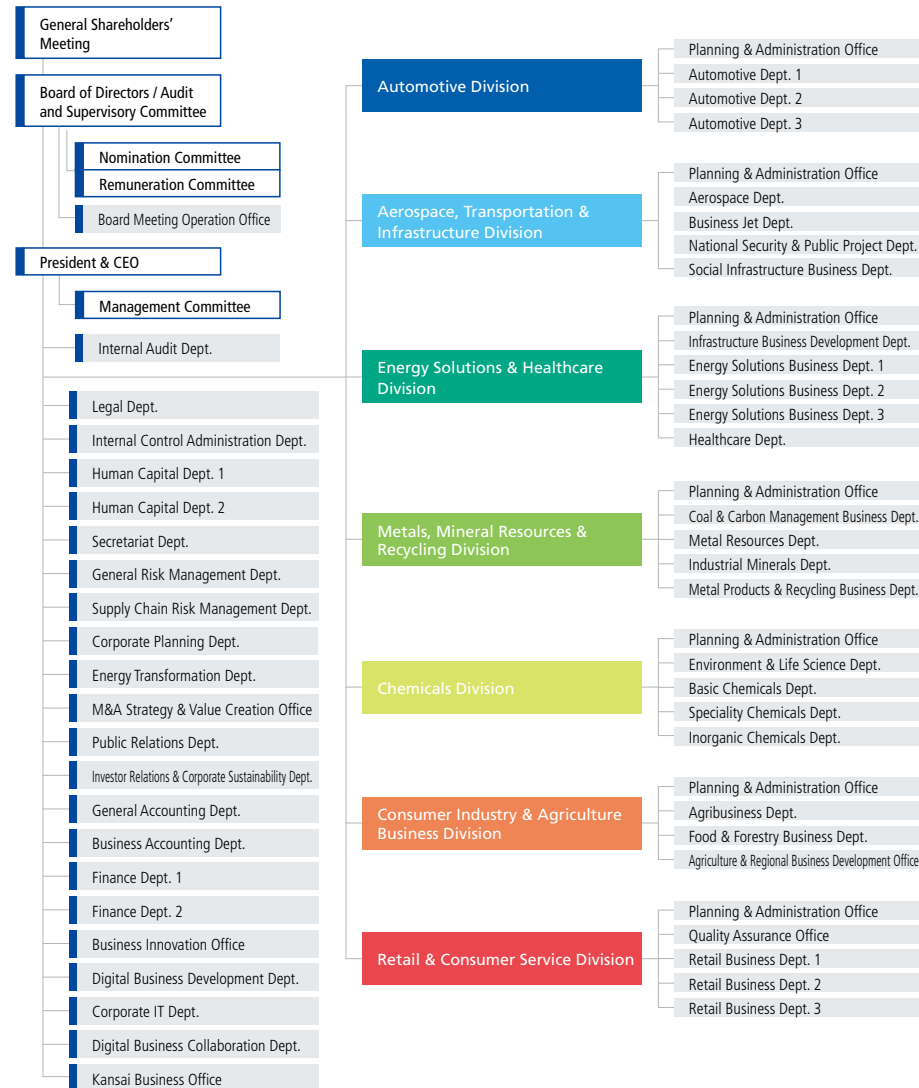 General Shareholders'
Meeting
Board of Directors / Audit
and Supervisory Committee
Nomination Committee
Remuneration Committee
Board Meeting Operation Office
President & CEO
Management Committee
Internal Audit Dept.
Legal Dept.
Internal Control Administration Dept.
Human Capital Dept. 1
Human Capital Dept. 2
Secretariat Dept.
General Risk Management Dept.
Supply Chain Risk Management Dept.
Corporate Planning Dept.
Energy Transformation Dept.
M&A Strategy & Value Creation Office
Public Relations Dept.
Investor Relations & Corporate Sustainability Dept.
General Accounting Dept.
Business Accounting Dept.
Finance Dept. 1
Finance Dept. 2
Business Innovation Office
Digital Business Development Dept.
Corporate IT Dept.
Digital Business Collaboration Dept.
Kansai Business Office
Automotive Division
Planning & Administration Office
Automotive Dept. 1
Automotive Dept. 2
Automotive Dept. 3
Aerospace, Transportation &
Infrastructure Division
Planning & Administration Office
Aerospace Dept.
Business Jet Dept.
National Security & Public Project Dept.
Social Infrastructure Business Dept.
Energy Solutions & Healthcare
Division
Planning & Administration Office
Infrastructure Business Development Dept.
Energy Solutions Business Dept. 1
Energy Solutions Business Dept. 2
Energy Solutions Business Dept. 3
Healthcare Dept.
Metals, Mineral Resources &
Recycling Division
Planning & Administration Office
Coal & Carbon Management Business Dept.
Metal Resources Dept.
Industrial Minerals Dept.
Metal Products & Recycling Business Dept.
Chemicals Division
Planning & Administration Office
Environment & Life Science Dept.
Basic Chemicals Dept.
Speciality Chemicals Dept.
Inorganic Chemicals Dept.
Consumer Industry & Agriculture
Business Division
Planning & Administration Office
Agribusiness Dept.
Food & Forestry Business Dept.
Agriculture & Regional Business Development Office
Retail & Consumer Service Division
Planning & Administration Office
Quality Assurance Office
Retail Business Dept. 1
Retail Business Dept. 2
Retail Business Dept. 3